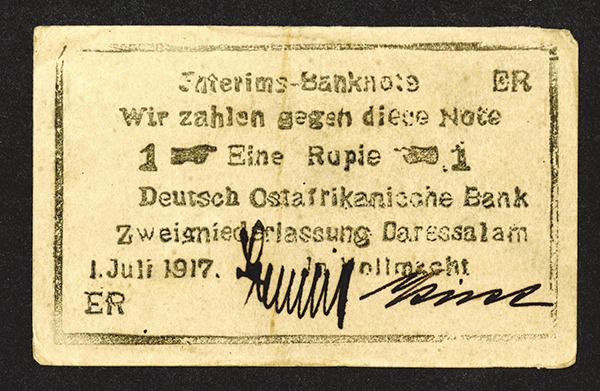 Interims-Banknote ER
Wir zahlen gegen diese Note
1 Eine Rupie 1
Deutsch Ostafrikanische Bank
Zweigniederlassung Daressalam
1. Juli 1917. In Vollmacht
ER